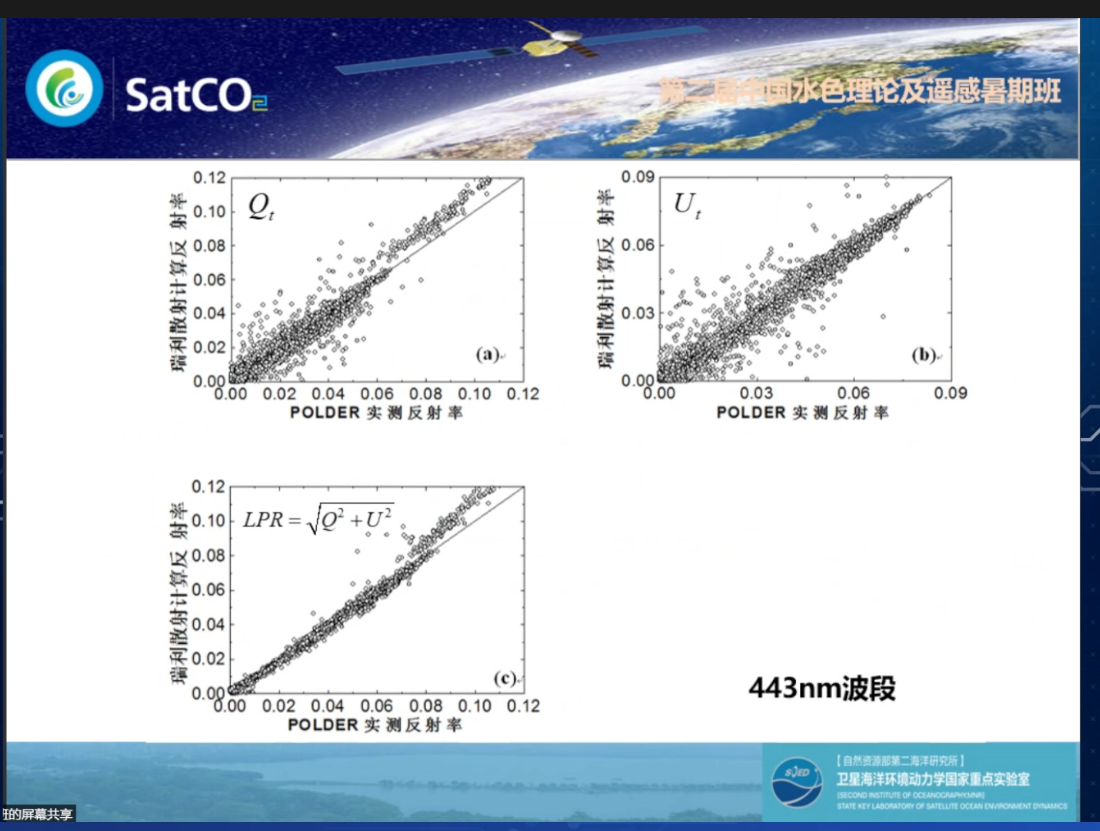 SatCO2
第二届中国水色理论及遥感暑期班
0.12
0.10
0.08
0.06
0.04
0.02
0.00
瑞利散射计算反 射率
Qt
(a)
0.00 0.02 0.04 0.06 0.08 0.10 0.12
POLDER 实测反射率
0.09
0.06
0.03
0.00
瑞利散射计算反 射率
Ut
(b)
0.00 0.03 0.06 0.09
POLDER 实测反射率
0.12
0.10
0.08
0.06
0.04
0.02
0.00
瑞利散射计算反 射率
LPR = √Q² + U²
(c)
0.00 0.02 0.04 0.06 0.08 0.10 0.12
POLDER 实测反射率
443nm波段
SOED
【自然资源部第二海洋研究所】
卫星海洋环境动力学国家重点实验室
(SECOND INSTITUTE OF OCEANOGRAPHY,MNR)
STATE KEY LABORATORY OF SATELLITE OCEAN ENVIRONMENT DYNAMICS
班的屏幕共享